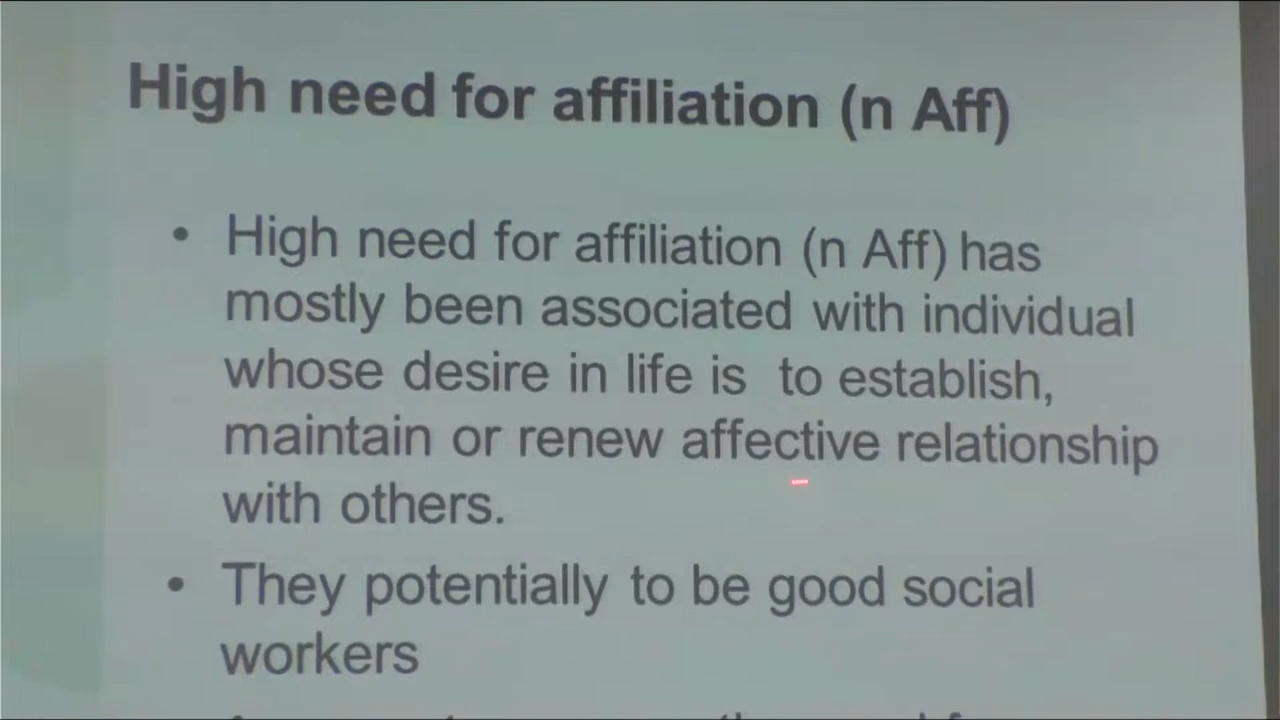 High need for affiliation (n Aff)
• High need for affiliation (n Aff) has
mostly been associated with individual
whose desire in life is to establish,
maintain or renew affective relationship
with others.
• They potentially to be good social
workers